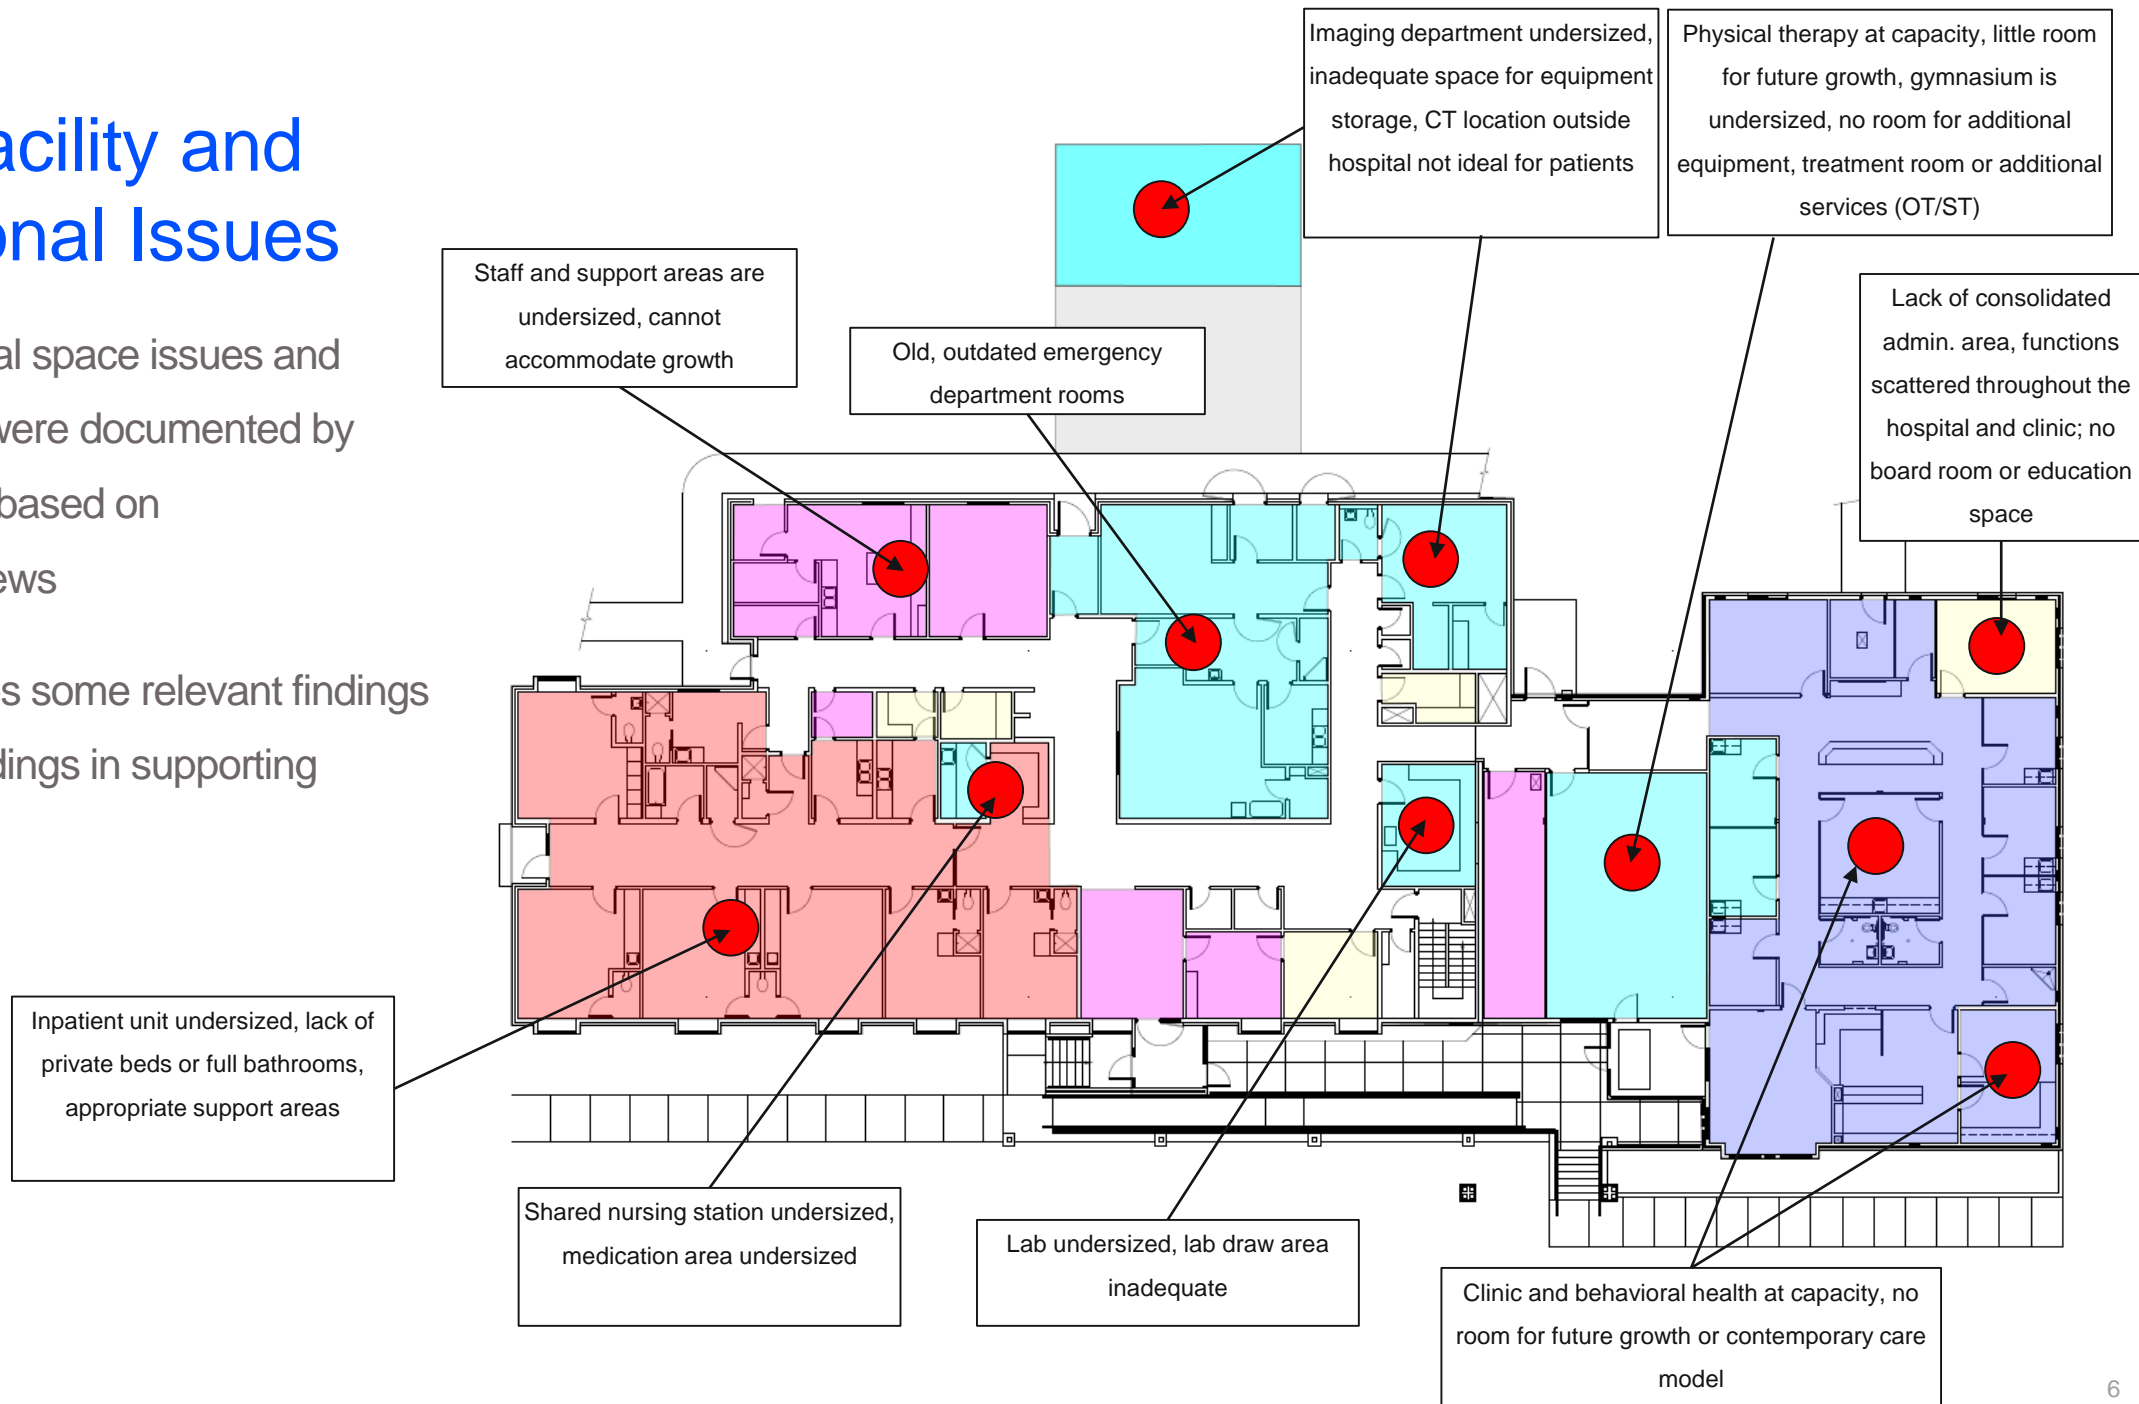 acility and
onal Issues
al space issues and
were documented by
based on
ews
s some relevant findings
dings in supporting
Imaging department undersized,
inadequate space for equipment
storage, CT location outside
hospital not ideal for patients
Physical therapy at capacity, little room
for future growth, gymnasium is
undersized, no room for additional
equipment, treatment room or additional
services (OT/ST)
Staff and support areas are
undersized, cannot
accommodate growth
Old, outdated emergency
department rooms
Lack of consolidated
admin. area, functions
scattered throughout the
hospital and clinic; no
board room or education
space
Inpatient unit undersized, lack of
private beds or full bathrooms,
appropriate support areas
Shared nursing station undersized,
medication area undersized
Lab undersized, lab draw area
inadequate
Clinic and behavioral health at capacity, no
room for future growth or contemporary care
model
6